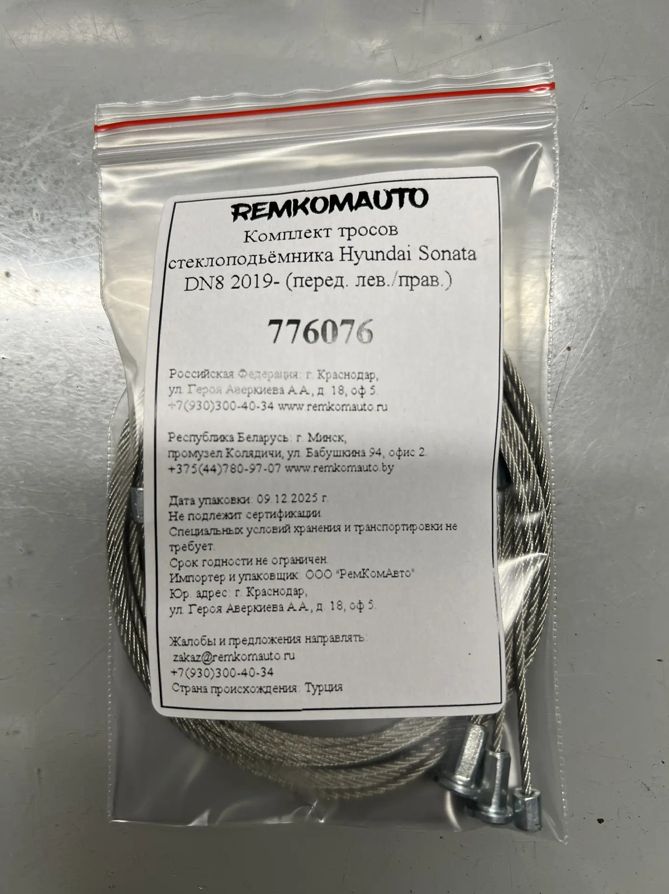 REMKOMAUTO
Комплект тросов
стеклоподьёмника Hyundai Sonata
DN8 2019- (перед. лев./прав.)
776076
Российская Федерация: г. Краснодар,
ул. Героя Аверкиева А.А., д. 18, оф 5.
+7(930)300-40-34 www.remkomauto.ru
Республика Беларусь: г. Минск,
промузел Колядичи, ул. Бабушкина 94, офис 2.
+375(44)780-97-07 www.remkomauto.by
Дата упаковки: 09.12.2025 г.
Не подлежит сертификации.
Специальных условий хранения и транспортировки не
требует.
Срок годности не ограничен.
Импортер и упаковщик: ООО "РемКомАвто"
Юр. адрес: г. Краснодар,
ул. Героя Аверкиева А.А., д. 18, оф 5.
Жалобы и предложения направлять:
zakaz@remkomauto.ru
+7(930)300-40-34
Страна происхождения: Турция